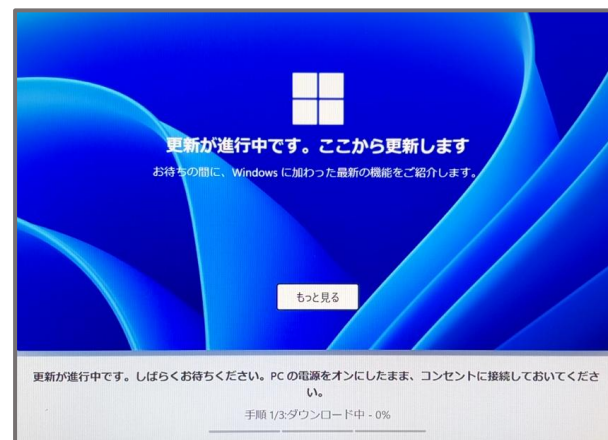 更新が進行中です。ここから更新します
お待ちの間に、Windows に加わった最新の機能をご紹介します。
もっと見る
更新が進行中です。しばらくお待ちください。PC の電源をオンにしたまま、コンセントに接続しておいてくださ
い。
手順 1/3:ダウンロード中 - 0%